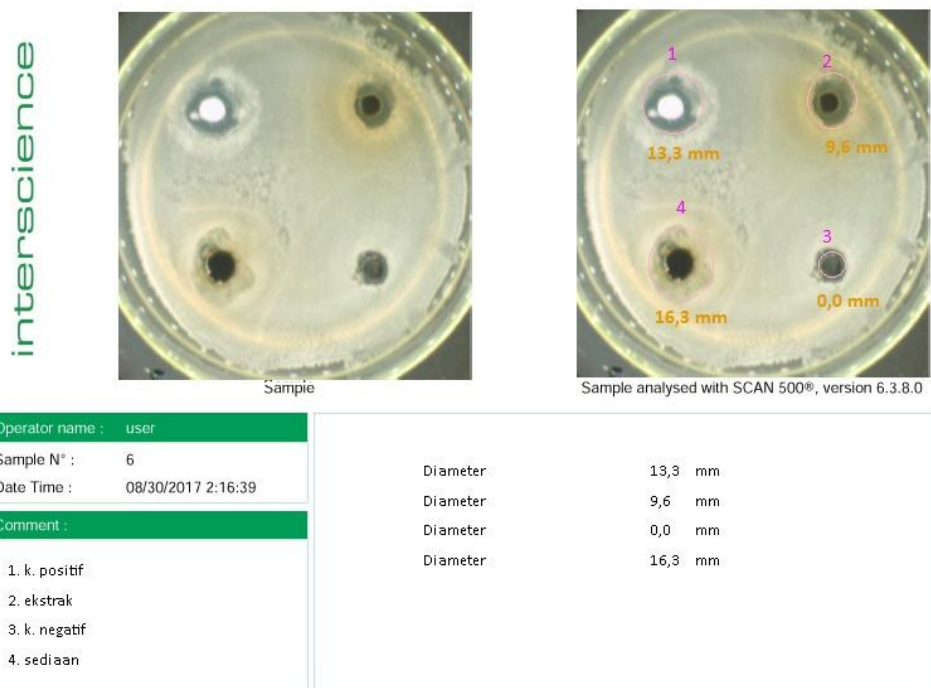 interscience
1
2
13,3 mm
9,6 mm
4
3
0,0 mm
16,3 mm
Sample
Sample analysed with SCAN 500®, version 6.3.8.0
Operator name : user
Sample N° : 6
Date Time : 08/30/2017 2:16:39
Comment :
1. k. positif
2. ekstrak
3. k. negatif
4. sediaan
Diameter 13,3 mm
Diameter 9,6 mm
Diameter 0,0 mm
Diameter 16,3 mm